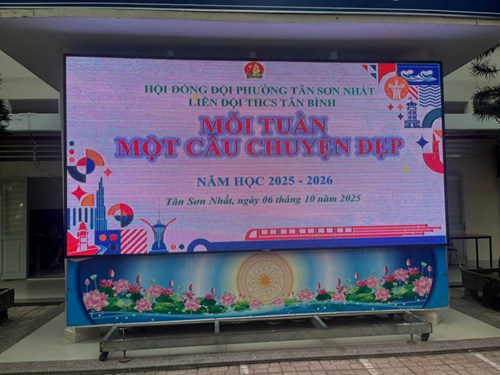 HỘI ĐỒNG ĐỘI PHƯỜNG TÂN SƠN NHẤT
LIÊN ĐỘI THCS TÂN BÌNH
MỖI TUẦN
MỘT CÂU CHUYỆN ĐẸP
NĂM HỌC 2025 - 2026
Tân Sơn Nhất, ngày 06 tháng 10 năm 2025